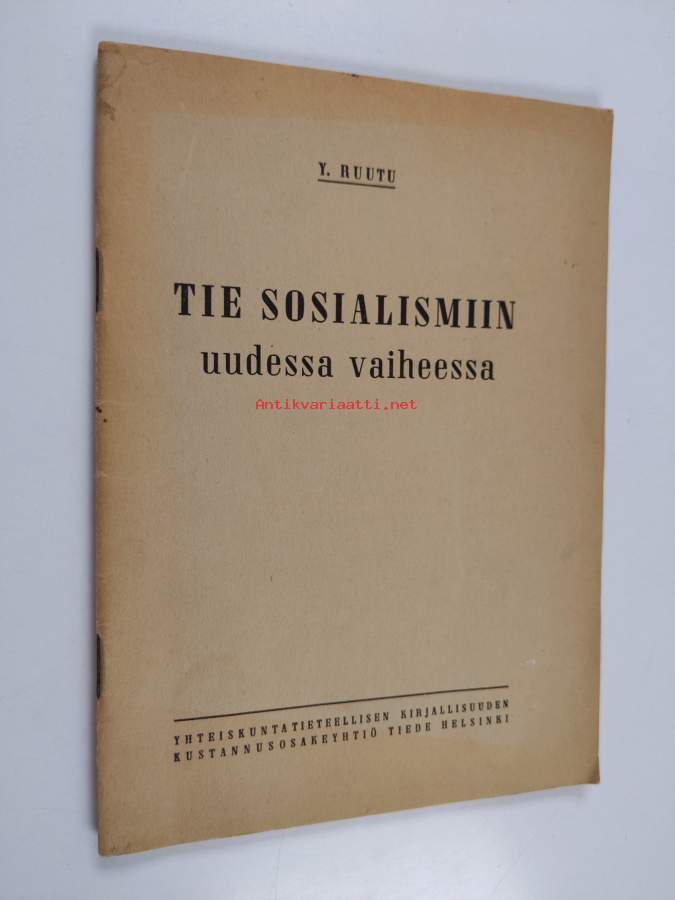 Y. RUUTU
TIE SOSIALISMIIN
uudessa vaiheessa
Antikvariaatti.net
YHTEISKUNTATIETEELLISEN KIRJALLISUUDEN
KUSTANNUSOSAKEYHTIÖ TIEDE HELSINKI